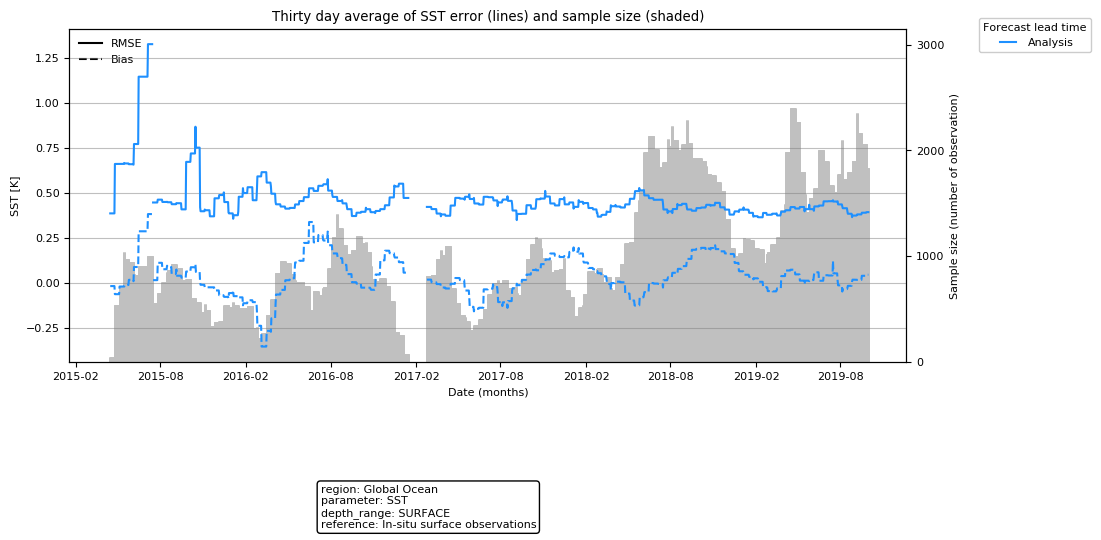 Thirty day average of SST error (lines) and sample size (shaded)
Forecast lead time
Analysis
RMSE
Bias
SST [K]
1.25
1.00
0.75
0.50
0.25
0.00
−0.25
3000
2000
1000
0
Sample size (number of observation)
2015-02
2015-08
2016-02
2016-08
2017-02
2017-08
2018-02
2018-08
2019-02
2019-08
Date (months)
region: Global Ocean
parameter: SST
depth_range: SURFACE
reference: In-situ surface observations